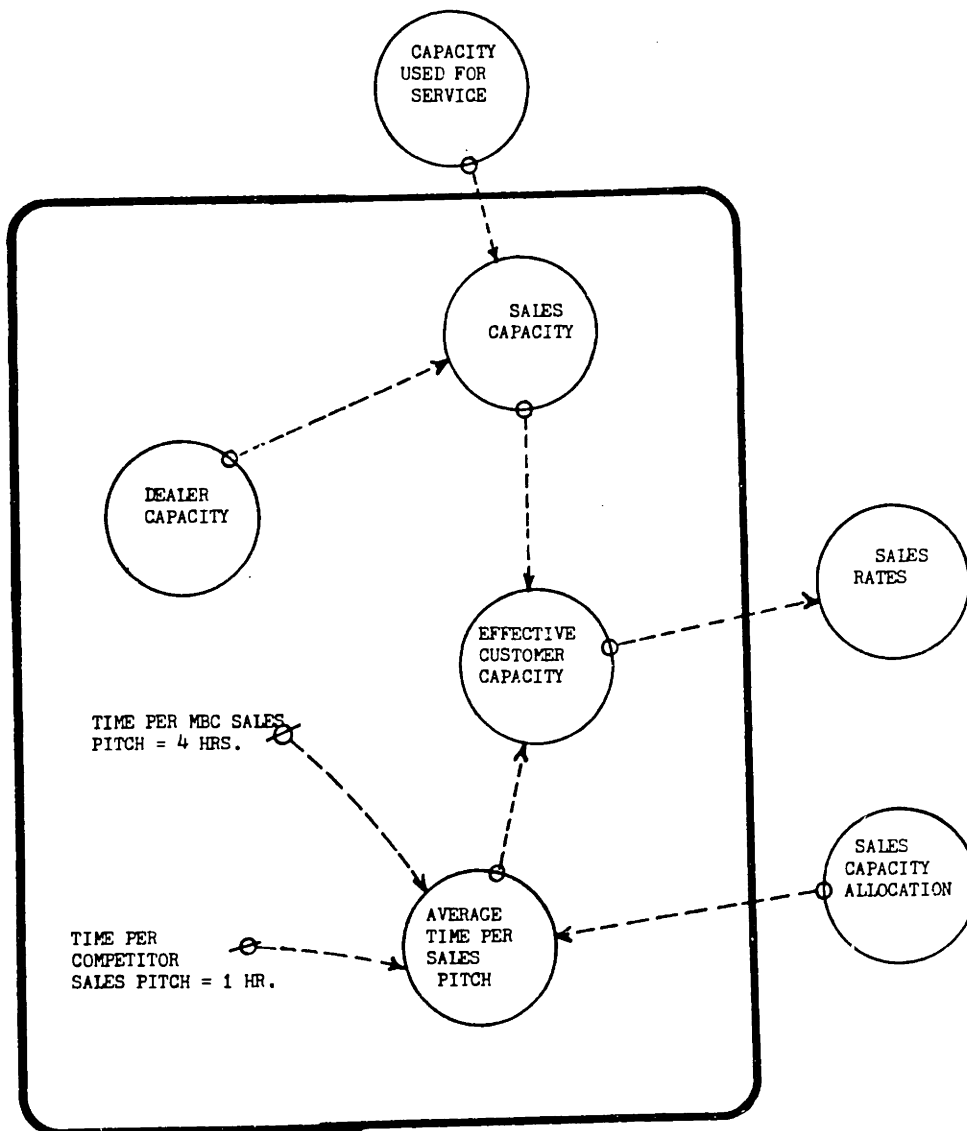 CAPACITY
USED FOR
SERVICE
SALES
CAPACITY
DEALER
CAPACITY
SALES
RATES
EFFECTIVE
CUSTOMER
CAPACITY
TIME PER MBC SALES
PITCH = 4 HRS.
SALES
CAPACITY
ALLOCATION
AVERAGE
TIME PER
SALES
PITCH
TIME PER
COMPETITOR
SALES PITCH = 1 HR.